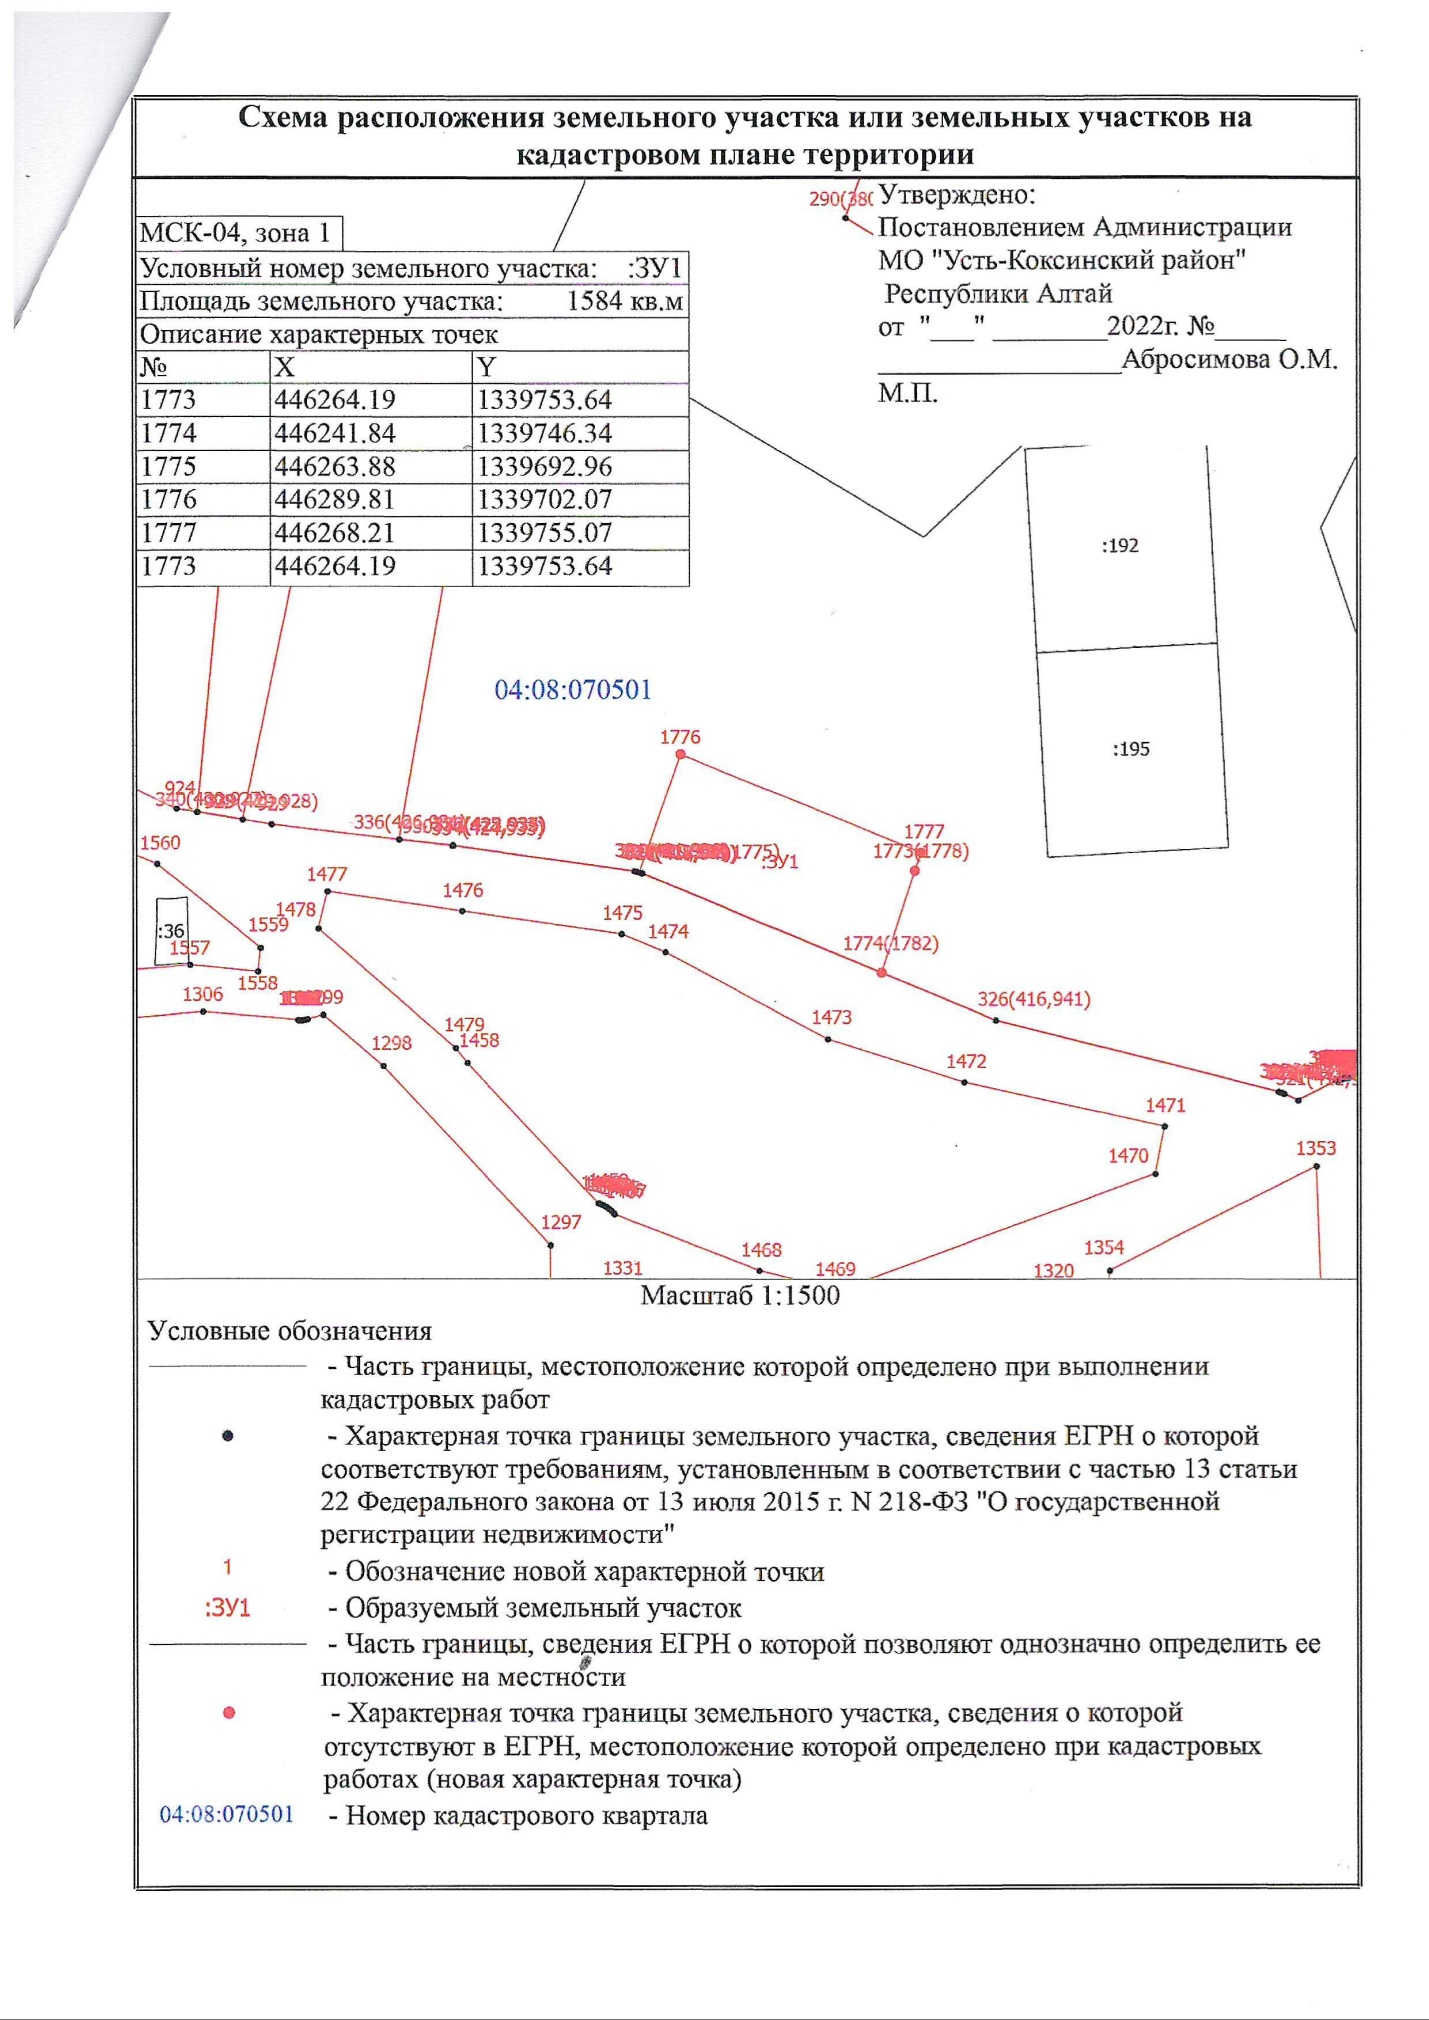 Схема расположения земельного участка или земельных участков на
кадастровом плане территории
290(380
Утверждено:
Постановлением Администрации
МО "Усть-Коксинский район"
Республики Алтай
от "___" ________2022г. №_____
_________________Абросимова О.М.
М.П.
МСК-04, зона 1
Условный номер земельного участка: :ЗУ1
Площадь земельного участка: 1584 кв.м
Описание характерных точек
№ X Y
1773 446264.19 1339753.64
1774 446241.84 1339746.34
1775 446263.88 1339692.96
1776 446289.81 1339702.07
1777 446268.21 1339755.07
1773 446264.19 1339753.64
:192
04:08:070501
:195
1776
924
1777
1773(1778)
:ЗУ1
1560
1477
1476
1478
1475
1559
:36
1474
1557
1774(1782)
1558
1306
326(416,941)
1479
1473
1298
1458
1472
1471
1353
1470
1297
1468
1354
1331
1469
1320
Масштаб 1:1500
Условные обозначения
- Часть границы, местоположение которой определено при выполнении
кадастровых работ
- Характерная точка границы земельного участка, сведения ЕГРН о которой
соответствуют требованиям, установленным в соответствии с частью 13 статьи
22 Федерального закона от 13 июля 2015 г. N 218-ФЗ "О государственной
регистрации недвижимости"
1 - Обозначение новой характерной точки
:ЗУ1 - Образуемый земельный участок
- Часть границы, сведения ЕГРН о которой позволяют однозначно определить ее
положение на местности
- Характерная точка границы земельного участка, сведения о которой
отсутствуют в ЕГРН, местоположение которой определено при кадастровых
работах (новая характерная точка)
04:08:070501 - Номер кадастрового квартала